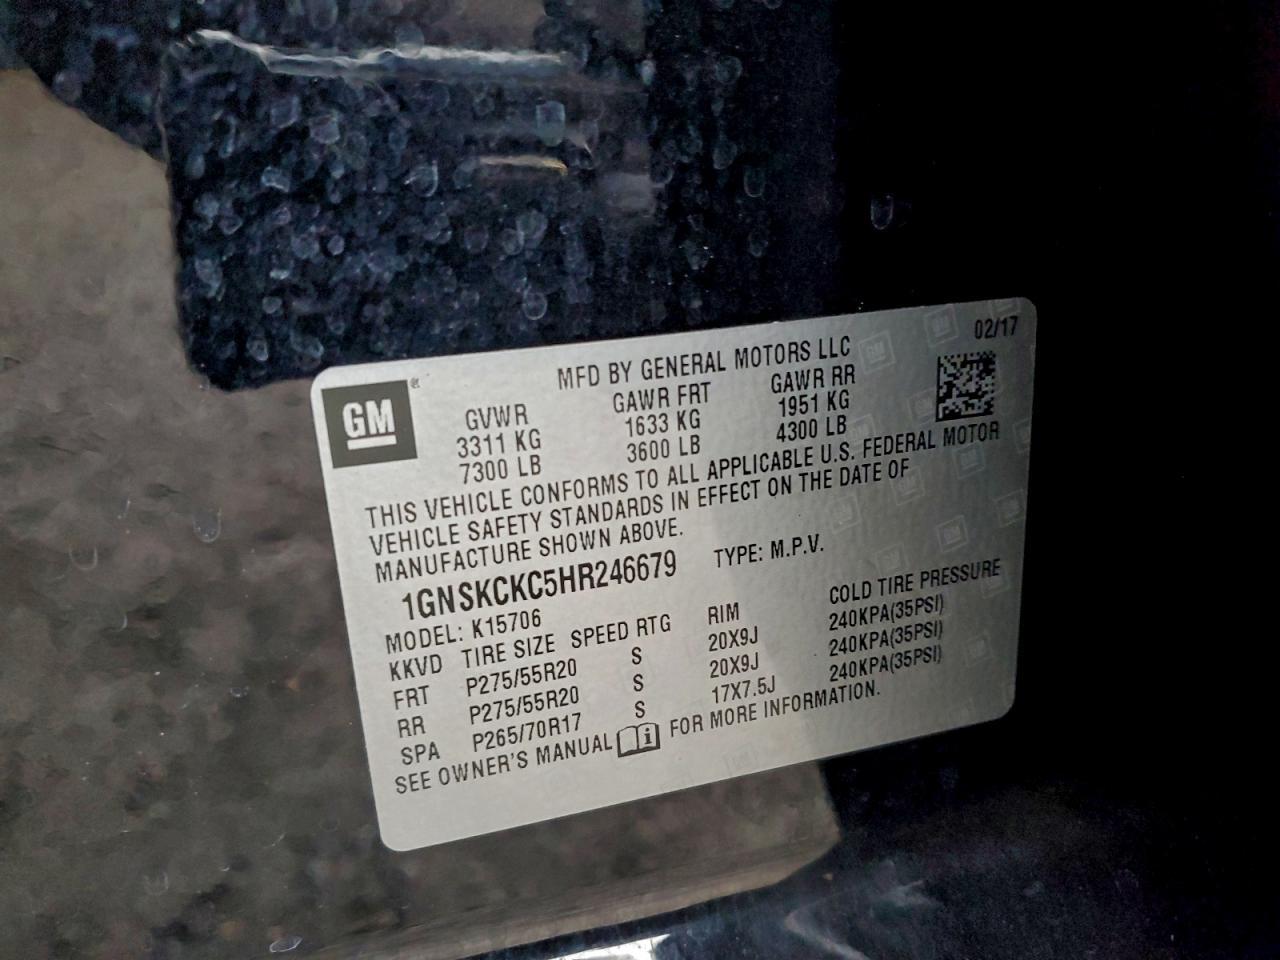 02/17
MFD BY GENERAL MOTORS LLC
GM®
GVWR GAWR FRT GAWR RR
3311 KG 1633 KG 1951 KG
7300 LB 3600 LB 4300 LB
THIS VEHICLE CONFORMS TO ALL APPLICABLE U.S. FEDERAL MOTOR
VEHICLE SAFETY STANDARDS IN EFFECT ON THE DATE OF
MANUFACTURE SHOWN ABOVE.
1GNSKCKC5HR246679 TYPE: M.P.V.
MODEL: K15706
KKVD TIRE SIZE SPEED RTG RIM COLD TIRE PRESSURE
FRT P275/55R20 S 20X9J 240KPA(35PSI)
RR P275/55R20 S 20X9J 240KPA(35PSI)
SPA P265/70R17 S 17X7.5J 240KPA(35PSI)
SEE OWNER'S MANUAL i FOR MORE INFORMATION.